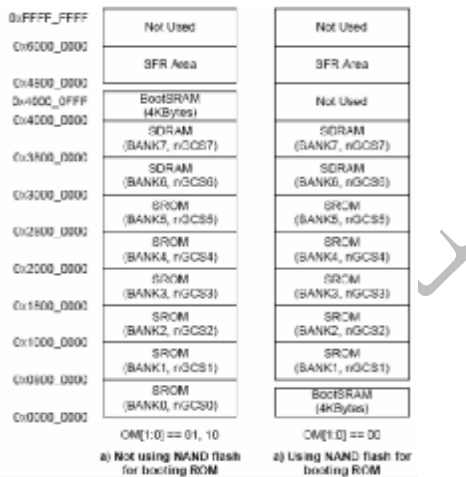 0xFFFF_FFFF
Not Used
Not Used
0x6000_0000
SFR Area
SFR Area
0x4800_0000
0x4000_0FFF
BootSRAM
(4KBytes)
Not Used
0x4000_0000
SDRAM
(BANK7, nGCS7)
SDRAM
(BANK7, nGCS7)
0x3800_0000
SDRAM
(BANK6, nGCS6)
SDRAM
(BANK6, nGCS6)
0x3000_0000
SROM
(BANK5, nGCS5)
SROM
(BANK5, nGCS5)
0x2800_0000
SROM
(BANK4, nGCS4)
SROM
(BANK4, nGCS4)
0x2000_0000
SROM
(BANK3, nGCS3)
SROM
(BANK3, nGCS3)
0x1800_0000
SROM
(BANK2, nGCS2)
SROM
(BANK2, nGCS2)
0x1000_0000
SROM
(BANK1, nGCS1)
SROM
(BANK1, nGCS1)
0x0800_0000
SROM
(BANK0, nGCS0)
BootSRAM
(4KBytes)
0x0000_0000
OM[1:0] == 01, 10
OM[1:0] == 00
a) Not using NAND flash
for booting ROM
a) Using NAND flash for
booting ROM